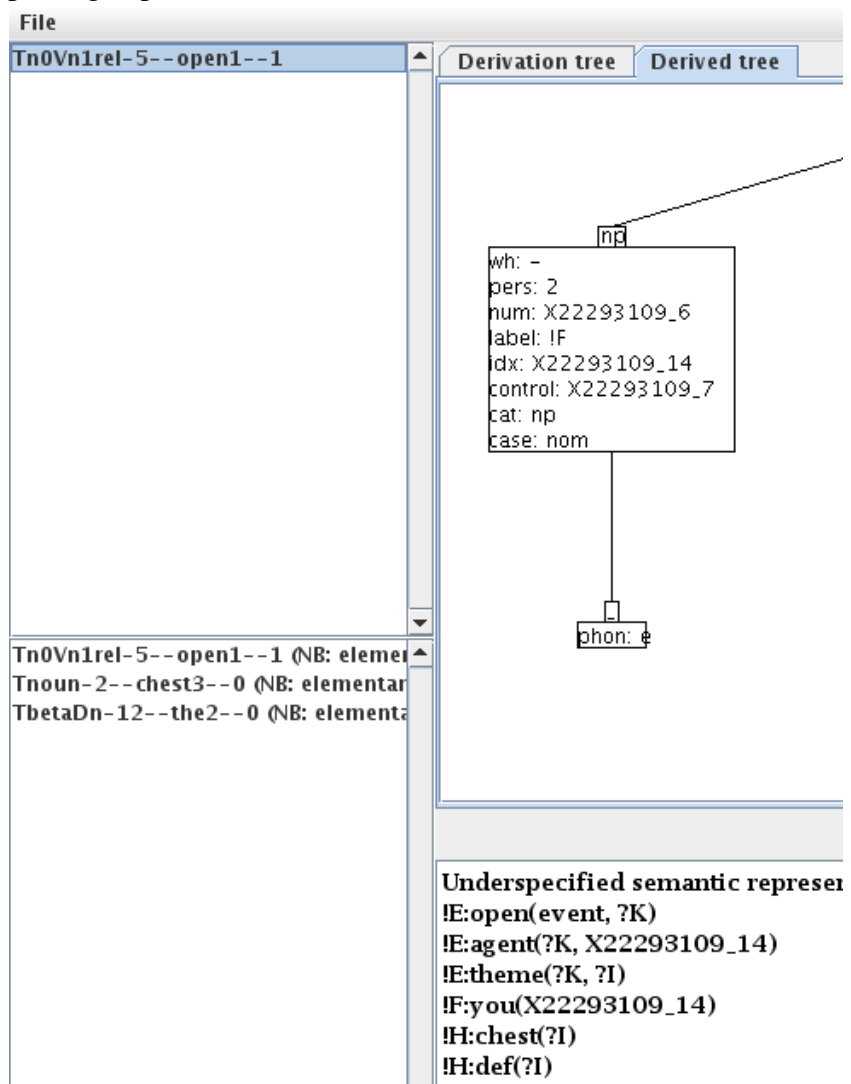 File
Tn0Vn1rel-5--open1--1
Derivation tree
Derived tree
np
wh: –
pers: 2
num: X22293109_6
label: !F
idx: X22293109_14
control: X22293109_7
cat: np
case: nom
_
phon: e
Tn0Vn1rel-5--open1--1 (NB: elemer
Tnoun-2--chest3--0 (NB: elementar
TbetaDn-12--the2--0 (NB: elementa
Underspecified semantic represer
!E:open(event, ?K)
!E:agent(?K, X22293109_14)
!E:theme(?K, ?I)
!F:you(X22293109_14)
!H:chest(?I)
!H:def(?I)